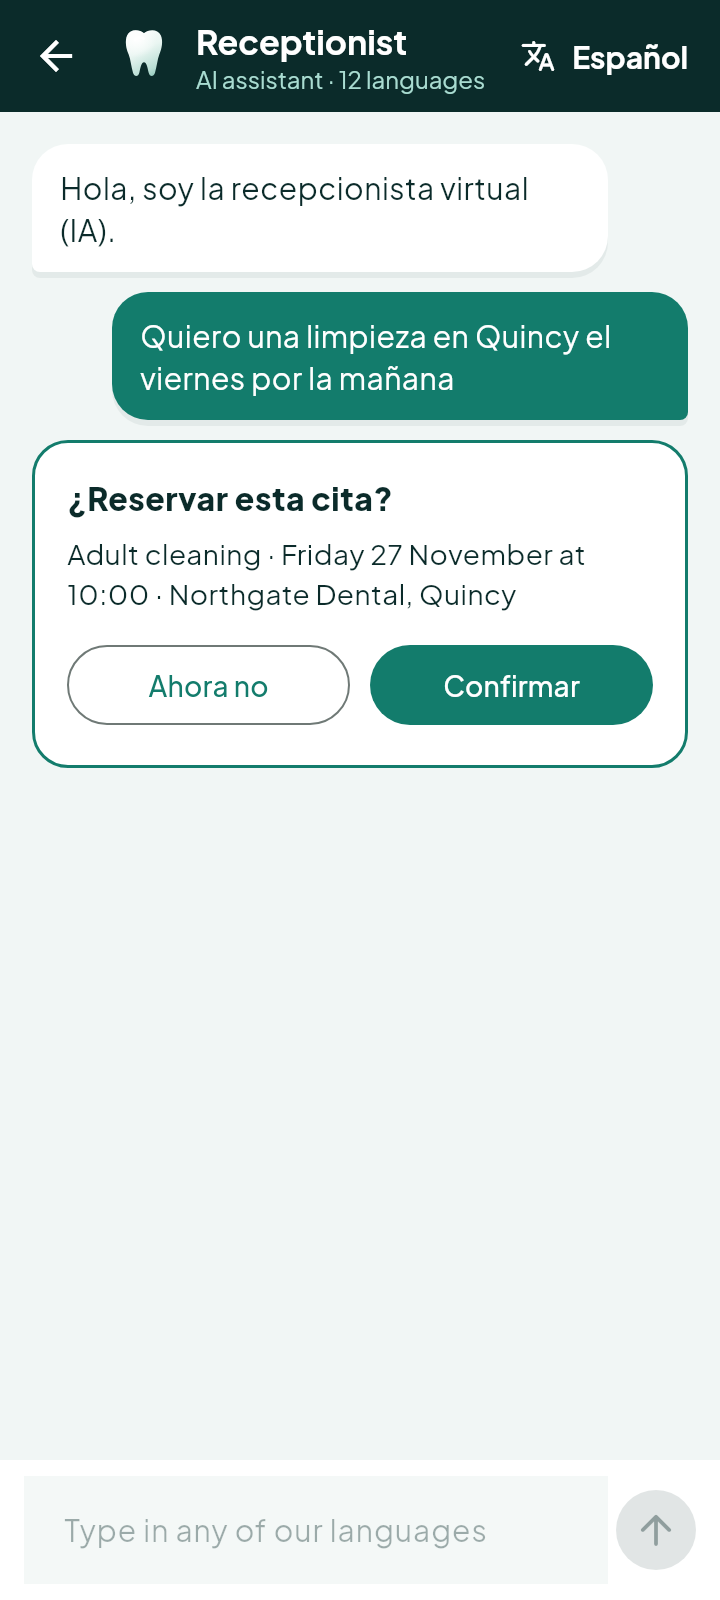 Receptionist
AI assistant · 12 languages
Español
Hola, soy la recepcionista virtual
(IA).
Quiero una limpieza en Quincy el
viernes por la mañana
¿Reservar esta cita?
Adult cleaning · Friday 27 November at
10:00 · Northgate Dental, Quincy
Ahora no
Confirmar
Type in any of our languages